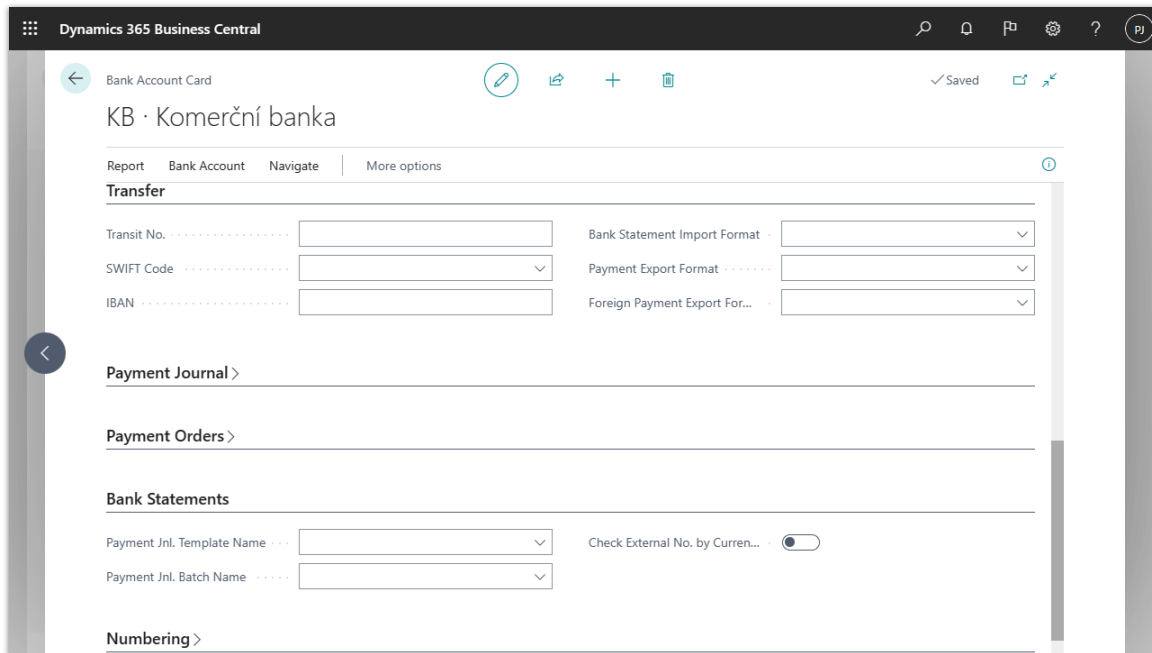 Dynamics 365 Business Central
?
PJ
Bank Account Card
Saved
KB · Komerční banka
Report Bank Account Navigate More options
Transfer
Transit No.
Bank Statement Import Format
SWIFT Code
Payment Export Format
IBAN
Foreign Payment Export For...
Payment Journal
Payment Orders
Bank Statements
Payment Jnl. Template Name
Check External No. by Curren...
Payment Jnl. Batch Name
Numbering